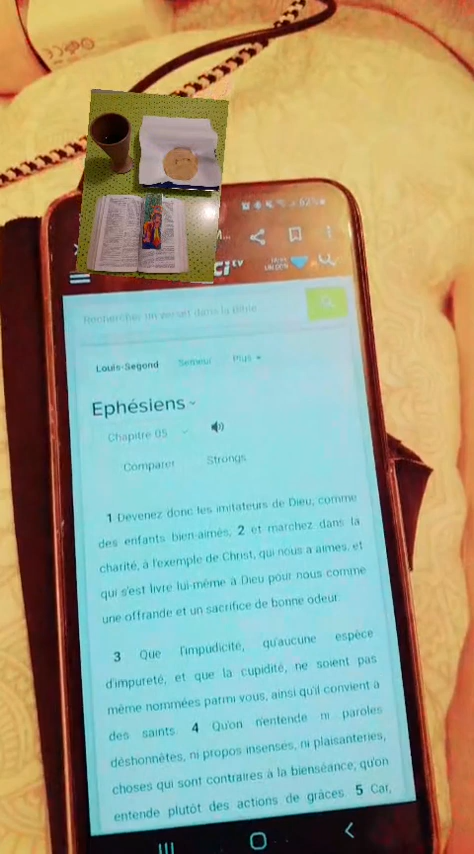 62%
Rechercher un verset dans la Bible
Louis-Segond Semeur Plus
Ephésiens
Chapitre 05
Comparer Strongs
1 Devenez donc les imitateurs de Dieu, comme
des enfants bien-aimés; 2 et marchez dans la
charité, à l'exemple de Christ, qui nous a aimés, et
qui s'est livré lui-même à Dieu pour nous comme
une offrande et un sacrifice de bonne odeur.
3 Que l'impudicité, qu'aucune espèce
d'impureté, et que la cupidité, ne soient pas
même nommées parmi vous, ainsi qu'il convient à
des saints. 4 Qu'on n'entende ni paroles
déshonnêtes, ni propos insensés, ni plaisanteries,
choses qui sont contraires à la bienséance; qu'on
entende plutôt des actions de grâces. 5 Car,